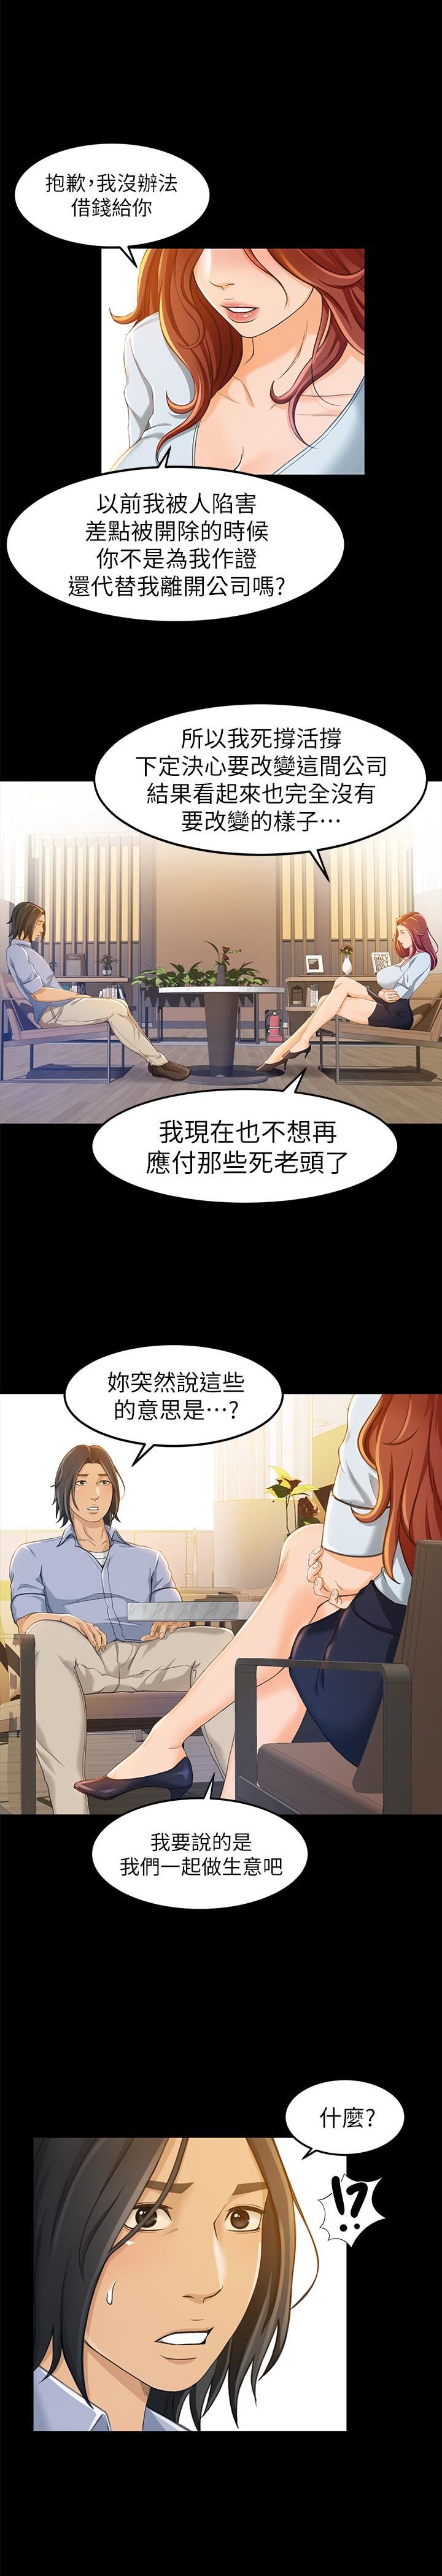 抱歉，我沒辦法
借錢給你
以前我被人陷害
差點被開除的時候
你不是為我作證
還代替我離開公司嗎？
所以我死撐活撐
下定決心要改變這間公司
結果看起來也完全沒有
要改變的樣子⋯
我現在也不想再
應付那些死老頭了
妳突然說這些
的意思是⋯？
我要說的是
我們一起做生意吧
什麼？
!?